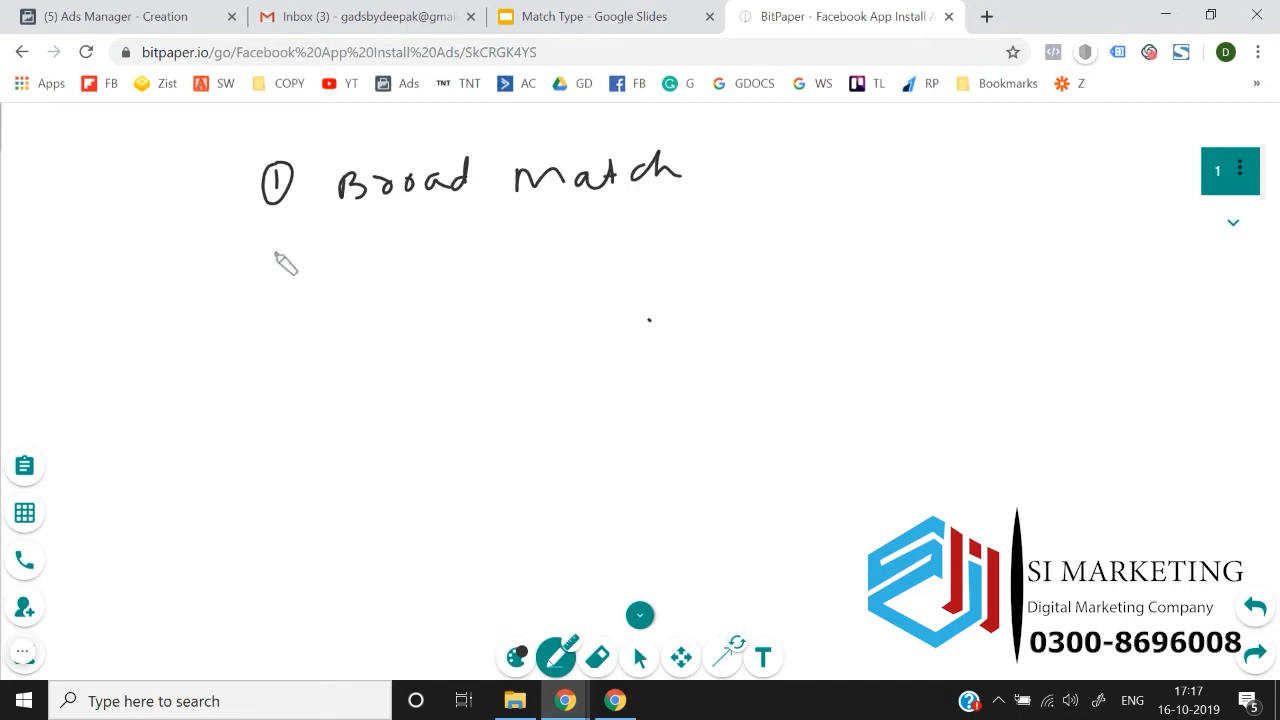 (5) Ads Manager - Creation
Inbox (3) - gadsbydeepak@gmai
Match Type - Google Slides
BitPaper - Facebook App Install A
bitpaper.io/go/Facebook%20App%20Install%20Ads/SkCRGK4YS
D
Apps FB Zist SW COPY YT Ads TNT TNT AC GD FB G GDOCS WS TL RP Bookmarks Z »
① Broad Match
1
SI MARKETING
Digital Marketing Company
0300-8696008
T
Type here to search
ENG
17:17
16-10-2019
5